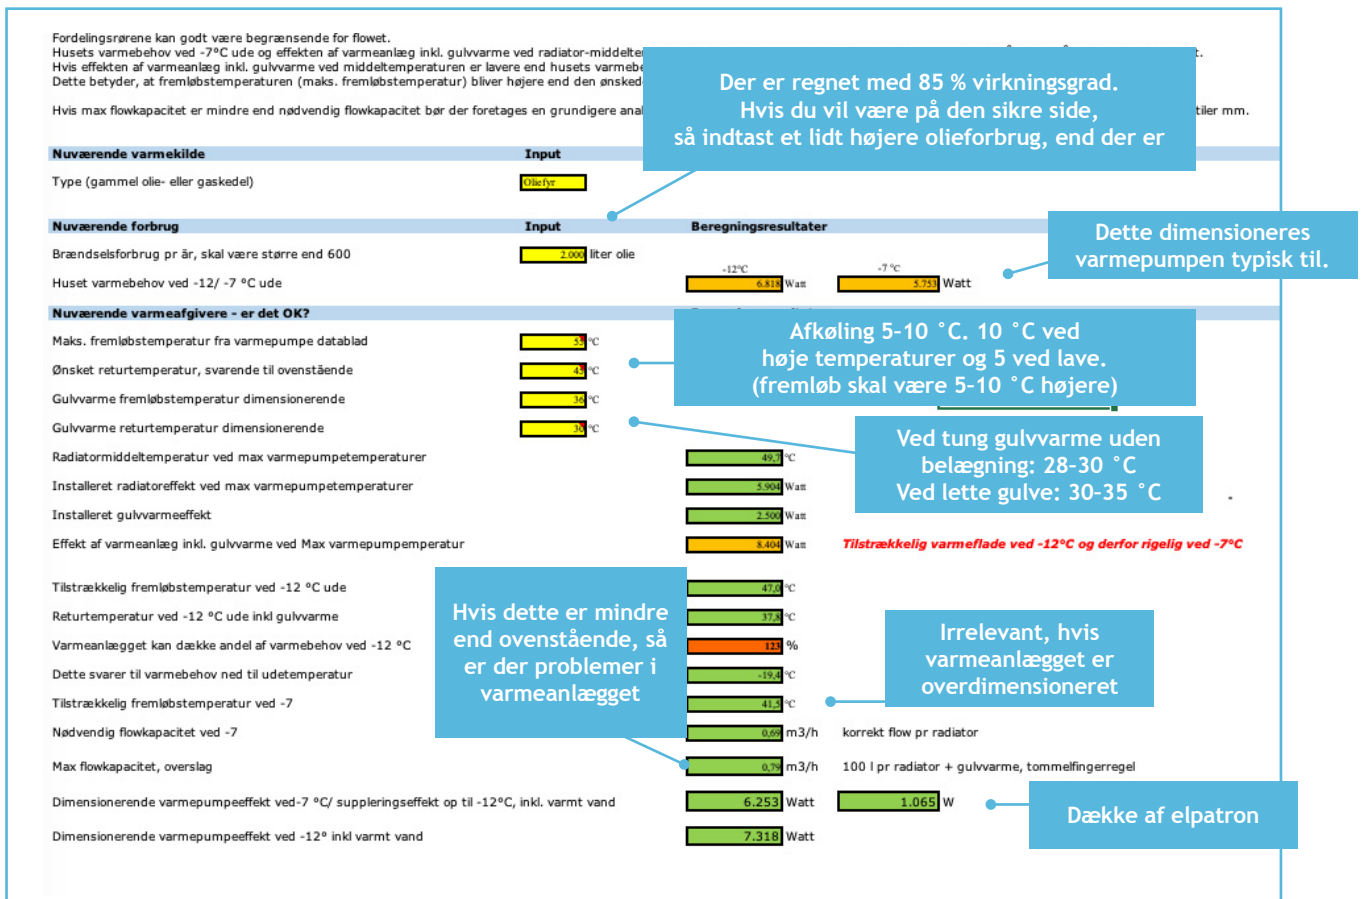 Fordelingsrørene kan godt være begrænsende for flowet.
Husets varmebehov ved -7°C ude og effekten af varmeanlæg inkl. gulvvarme ved radiator-middelte
Hvis effekten af varmeanlæg inkl. gulvvarme ved middeltemperaturen er lavere end husets varmebe
Dette betyder, at fremløbstemperaturen (maks. fremløbstemperatur) bliver højere end den ønskede
Hvis max flowkapacitet er mindre end nødvendig flowkapacitet bør der foretages en grundigere anal
tiler mm.
Der er regnet med 85 % virkningsgrad.
Hvis du vil være på den sikre side,
så indtast et lidt højere olieforbrug, end der er
Nuværende varmekilde Input
Type (gammel olie- eller gaskedel) Oliefyr
Nuværende forbrug Input Beregningsresultater
Dette dimensioneres
varmepumpen typisk til.
Brændselsforbrug pr år, skal være større end 600 2.000 liter olie
-12°C -7 °C
Huset varmebehov ved -12/ -7 °C ude 6.818 Watt 5.753 Watt
Nuværende varmeafgivere - er det OK?
Afkøling 5-10 °C. 10 °C ved
høje temperaturer og 5 ved lave.
(fremløb skal være 5-10 °C højere)
Maks. fremløbstemperatur fra varmepumpe datablad 55 °C
Ønsket returtemperatur, svarende til ovenstående 45 °C
Gulvvarme fremløbstemperatur dimensionerende 36 °C
Gulvvarme returtemperatur dimensionerende 30 °C
Ved tung gulvvarme uden
belægning: 28-30 °C
Ved lette gulve: 30-35 °C
Radiatormiddeltemperatur ved max varmepumpetemperaturer 49,7 °C
Installeret radiatoreffekt ved max varmepumpetemperaturer 5.904 Watt
Installeret gulvvarmeeffekt 2.500 Watt
Effekt af varmeanlæg inkl. gulvvarme ved Max varmepumpemperatur 8.404 Watt Tilstrækkelig varmeflade ved -12°C og derfor rigelig ved -7°C
Hvis dette er mindre
end ovenstående, så
er der problemer i
varmeanlægget
Tilstrækkelig fremløbstemperatur ved -12 °C ude 47,0 °C
Returtemperatur ved -12 °C ude inkl gulvvarme 37,8 °C
Varmeanlægget kan dække andel af varmebehov ved -12 °C 123 %
Dette svarer til varmebehov ned til udetemperatur -19,4 °C
Tilstrækkelig fremløbstemperatur ved -7 41,5 °C
Irrelevant, hvis
varmeanlægget er
overdimensioneret
Nødvendig flowkapacitet ved -7 0,69 m3/h korrekt flow pr radiator
Max flowkapacitet, overslag 0,79 m3/h 100 l pr radiator + gulvvarme, tommelfingerregel
Dimensionerende varmepumpeeffekt ved-7 °C/ suppleringseffekt op til -12°C, inkl. varmt vand 6.253 Watt 1.065 W
Dække af elpatron
Dimensionerende varmepumpeeffekt ved -12° inkl varmt vand 7.318 Watt